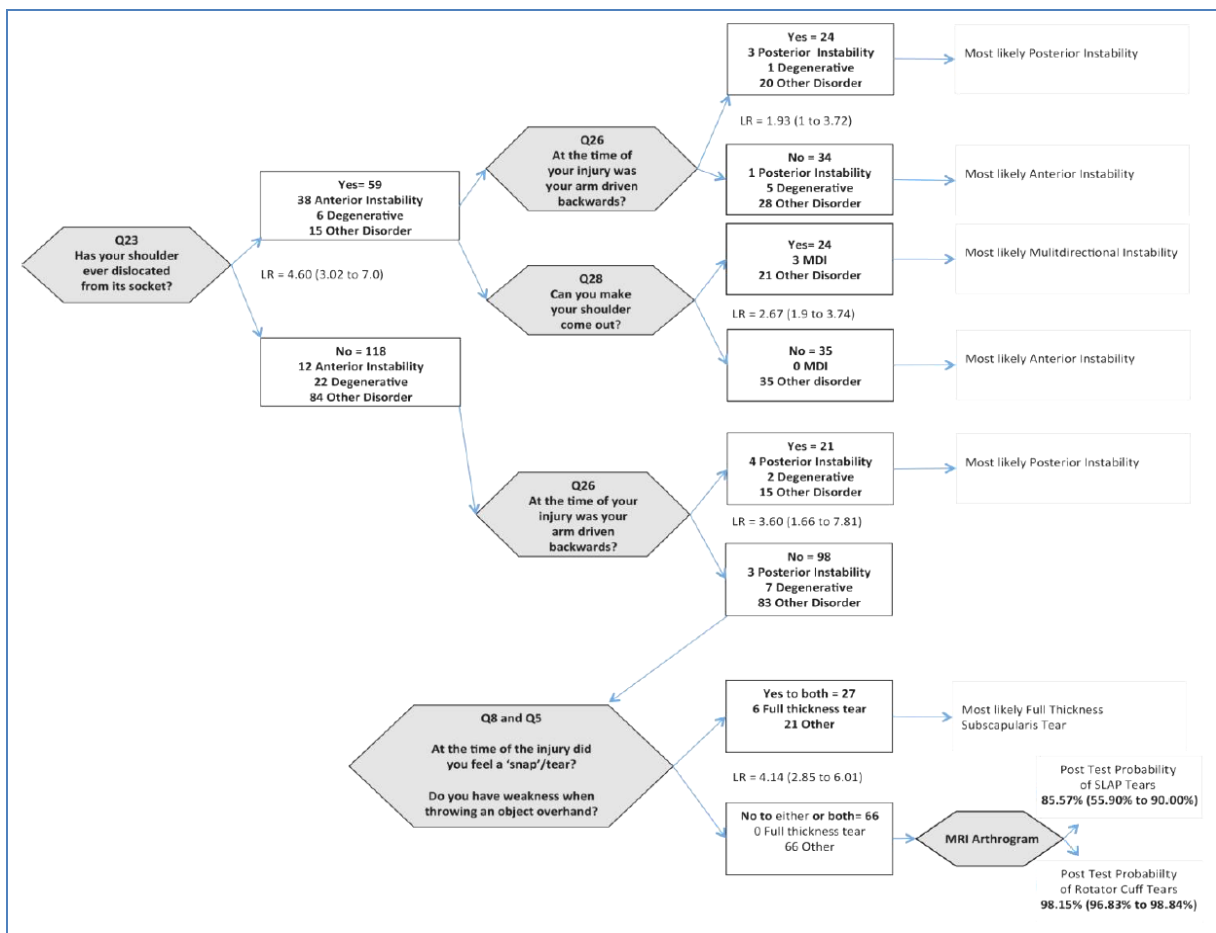 Q23
Has your shoulder
ever dislocated
from its socket?
Yes= 59
38 Anterior Instability
6 Degenerative
15 Other Disorder
LR = 4.60 (3.02 to 7.0)
No = 118
12 Anterior Instability
22 Degenerative
84 Other Disorder
Q26
At the time of
your injury was
your arm driven
backwards?
Yes = 24
3 Posterior Instability
1 Degenerative
20 Other Disorder
Most likely Posterior Instability
LR = 1.93 (1 to 3.72)
No = 34
1 Posterior Instability
5 Degenerative
28 Other Disorder
Most likely Anterior Instability
Q28
Can you make
your shoulder
come out?
Yes= 24
3 MDI
21 Other Disorder
Most likely Mulitdirectional Instability
LR = 2.67 (1.9 to 3.74)
No = 35
0 MDI
35 Other disorder
Most likely Anterior Instability
Q26
At the time of your
injury was your
arm driven
backwards?
Yes = 21
4 Posterior Instability
2 Degenerative
15 Other Disorder
Most likely Posterior Instability
LR = 3.60 (1.66 to 7.81)
No = 98
3 Posterior Instability
7 Degenerative
83 Other Disorder
Q8 and Q5
At the time of the injury did
you feel a ‘snap’/tear?
Do you have weakness when
throwing an object overhand?
Yes to both = 27
6 Full thickness tear
21 Other
Most likely Full Thickness
Subscapularis Tear
LR = 4.14 (2.85 to 6.01)
No to either or both= 66
0 Full thickness tear
66 Other
MRI Arthrogram
Post Test Probability
of SLAP Tears
85.57% (55.90% to 90.00%)
Post Test Probabiilty
of Rotator Cuff Tears
98.15% (96.83% to 98.84%)